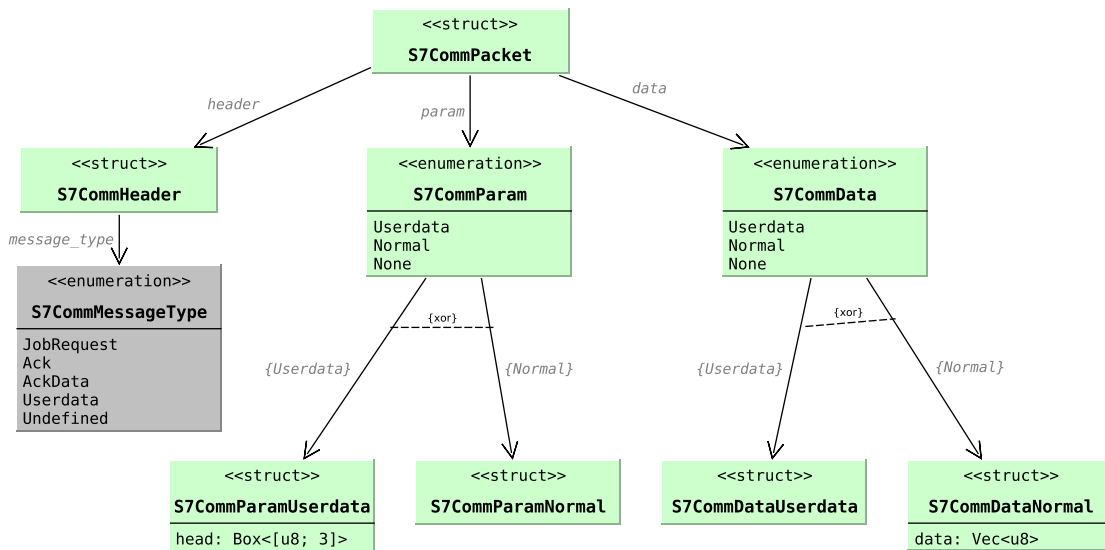 <<struct>>
S7CommPacket
header
param
data
<<struct>>
S7CommHeader
<<enumeration>>
S7CommParam
Userdata
Normal
None
<<enumeration>>
S7CommData
Userdata
Normal
None
message_type
<<enumeration>>
S7CommMessageType
JobRequest
Ack
AckData
Userdata
Undefined
{xor}
{xor}
{Userdata}
{Normal}
{Userdata}
{Normal}
<<struct>>
S7CommParamUserdata
head: Box<[u8; 3]>
<<struct>>
S7CommParamNormal
<<struct>>
S7CommDataUserdata
<<struct>>
S7CommDataNormal
data: Vec<u8>